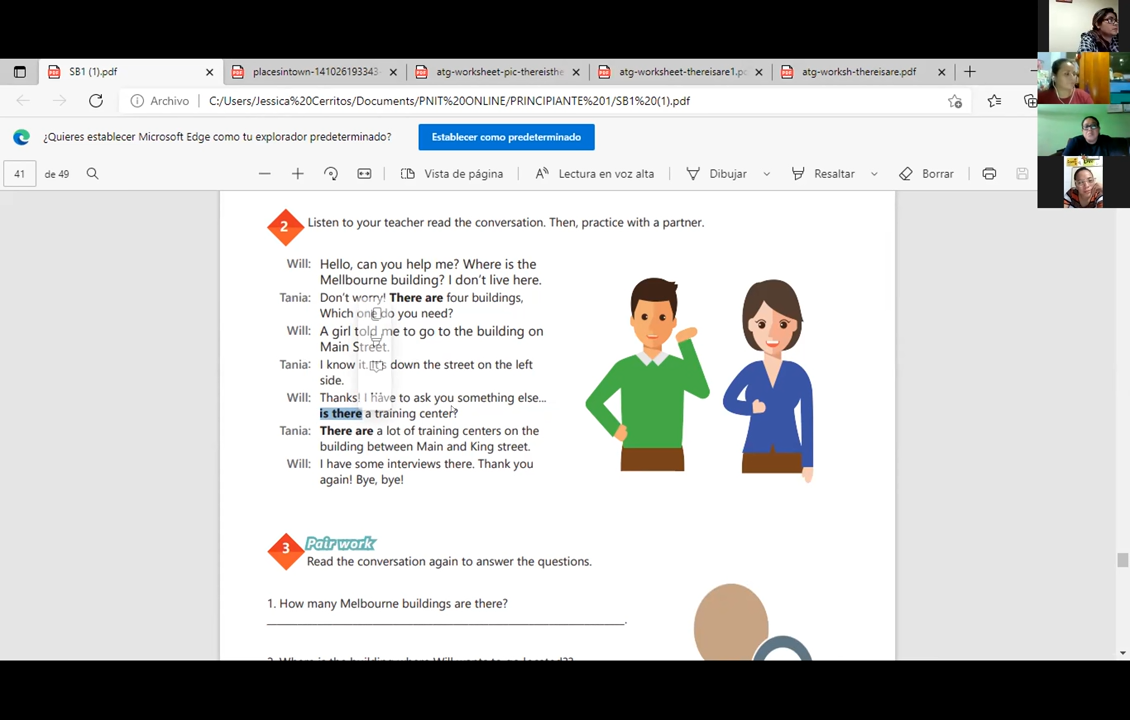 SB1 (1).pdf
placesintown-141026193343-
atg-worksheet-pic-thereisthe
atg-worksheet-thereisare1.pd
atg-worksh-thereisare.pdf
Archivo
C:/Users/Jessica%20Cerritos/Documents/PNIT%20ONLINE/PRINCIPIANTE%201/SB1%20(1).pdf
¿Quieres establecer Microsoft Edge como tu explorador predeterminado?
Establecer como predeterminado
41 de 49
Vista de página
Lectura en voz alta
Dibujar
Resaltar
Borrar
2 Listen to your teacher read the conversation. Then, practice with a partner.
Will: Hello, can you help me? Where is the
Mellbourne building? I don't live here.
Tania: Don't worry! There are four buildings,
Which one do you need?
Will: A girl told me to go to the building on
Main Street.
Tania: I know it. It's down the street on the left
side.
Will: Thanks! I have to ask you something else...
is there a training center?
Tania: There are a lot of training centers on the
building between Main and King street.
Will: I have some interviews there. Thank you
again! Bye, bye!
3 Pair work
Read the conversation again to answer the questions.
1. How many Melbourne buildings are there?